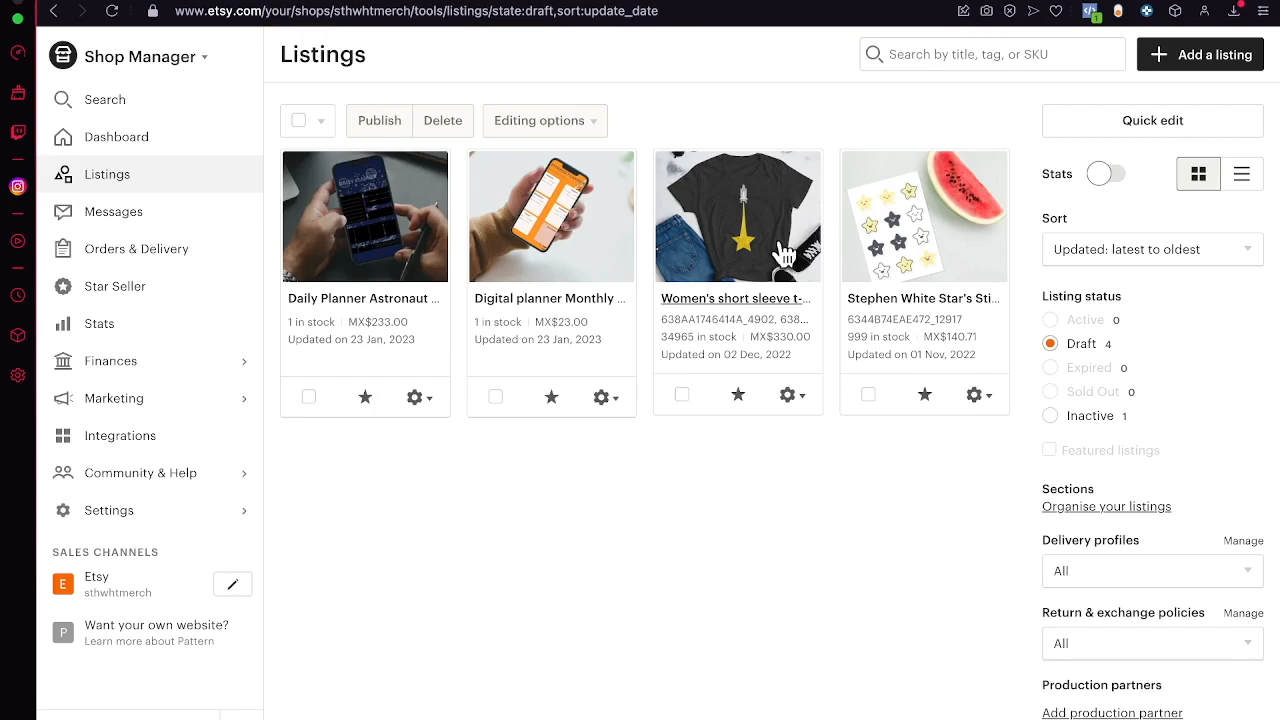 www.etsy.com/your/shops/sthwhtmerch/tools/listings/state:draft,sort:update_date
1
Shop Manager
Search
Dashboard
Listings
Messages
Orders & Delivery
Star Seller
Stats
Finances
Marketing
Integrations
Community & Help
Settings
SALES CHANNELS
E
Etsy
sthwhtmerch
P
Want your own website?
Learn more about Pattern
Listings
Search by title, tag, or SKU
Add a listing
Publish
Delete
Editing options
Daily Planner Astronaut ...
1 in stock
MX$233.00
Updated on 23 Jan, 2023
Digital planner Monthly ...
1 in stock
MX$23.00
Updated on 23 Jan, 2023
Women's short sleeve t-...
638AA1746414A_4902, 638...
34965 in stock
MX$330.00
Updated on 02 Dec, 2022
Stephen White Star's Sti...
6344B74EAE472_12917
999 in stock
MX$140.71
Updated on 01 Nov, 2022
Quick edit
Stats
Sort
Updated: latest to oldest
Listing status
Active 0
Draft 4
Expired 0
Sold Out 0
Inactive 1
Featured listings
Sections
Organise your listings
Delivery profiles
Manage
All
Return & exchange policies
Manage
All
Production partners
Add production partner